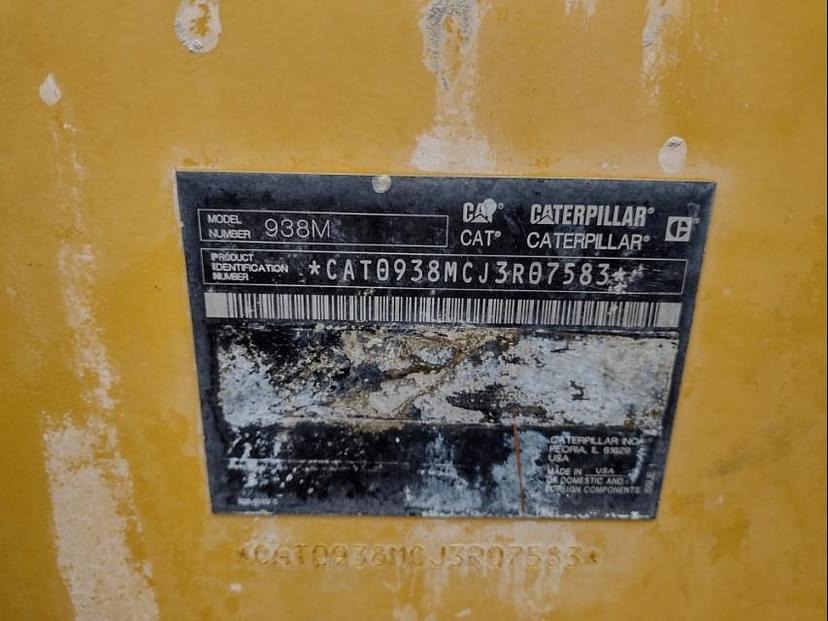 MODEL NUMBER 938M
CAT® CATERPILLAR® C®
CAT® CATERPILLAR®
PRODUCT IDENTIFICATION NUMBER *CAT0938MCJ3R07583*
CATERPILLAR INC.
PEORIA, IL 61629
USA
MADE IN USA
OF DOMESTIC AND
FOREIGN COMPONENTS
*CAT0938MCJ3R07583*